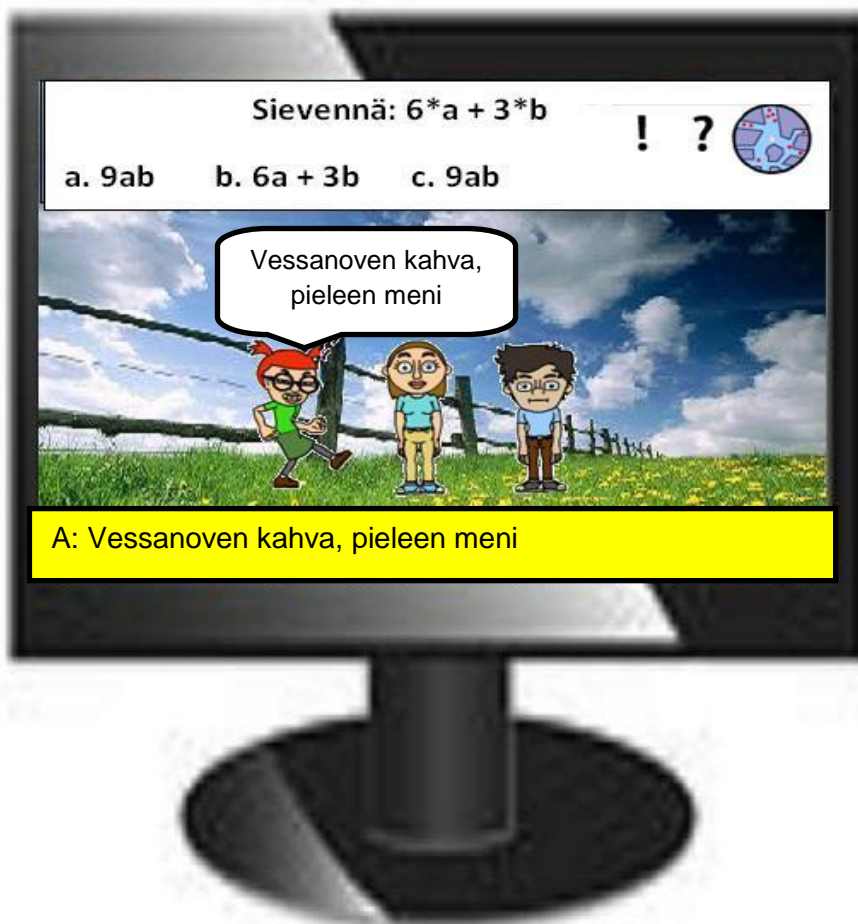 Sievennä: 6*a + 3*b
! ?
a. 9ab b. 6a + 3b c. 9ab
Vessanoven kahva,
pieleen meni
A: Vessanoven kahva, pieleen meni